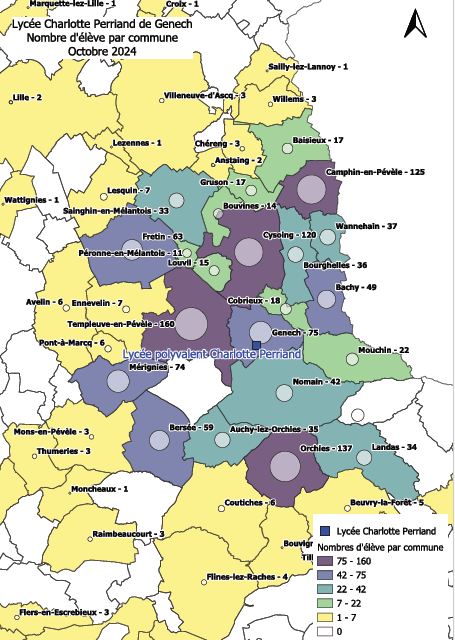 Marquette-lez-Lille - 1
Croix - 1
Lycée Charlotte Perriand de Genech
Nombre d'élève par commune
Octobre 2024
Sailly-lez-Lannoy - 1
Lille - 2
Villeneuve-d'Ascq - 3
Willems - 3
Lezennes - 1
Chéreng - 3
Baisieux - 17
Anstaing - 2
Camphin-en-Pévèle - 125
Gruson - 17
Lesquin - 7
Wattignies - 1
Bouvines - 14
Sainghin-en-Mélantois - 33
Wannehain - 37
Fretin - 63
Cysoing - 120
Péronne-en-Mélantois - 11
Louvil - 15
Bourghelles - 36
Bachy - 49
Avelin - 6
Ennevelin - 7
Cobrieux - 18
Templeuve-en-Pévèle - 160
Genech - 75
Pont-à-Marcq - 6
Lycée polyvalent Charlotte Perriand
Mouchin - 22
Mérignies - 74
Nomain - 42
Mons-en-Pévèle - 3
Bersée - 59
Auchy-lez-Orchies - 35
Thumeries - 3
Orchies - 137
Landas - 34
Moncheaux - 1
Coutiches - 6
Beuvry-la-Forêt - 5
Raimbeaucourt - 3
Bouvign
Till
Flines-lez-Raches - 4
Flers-en-Escrebieux - 3
Lycée Charlotte Perriand
Nombres d'élève par commune
75 - 160
42 - 75
22 - 42
7 - 22
1 - 7
0